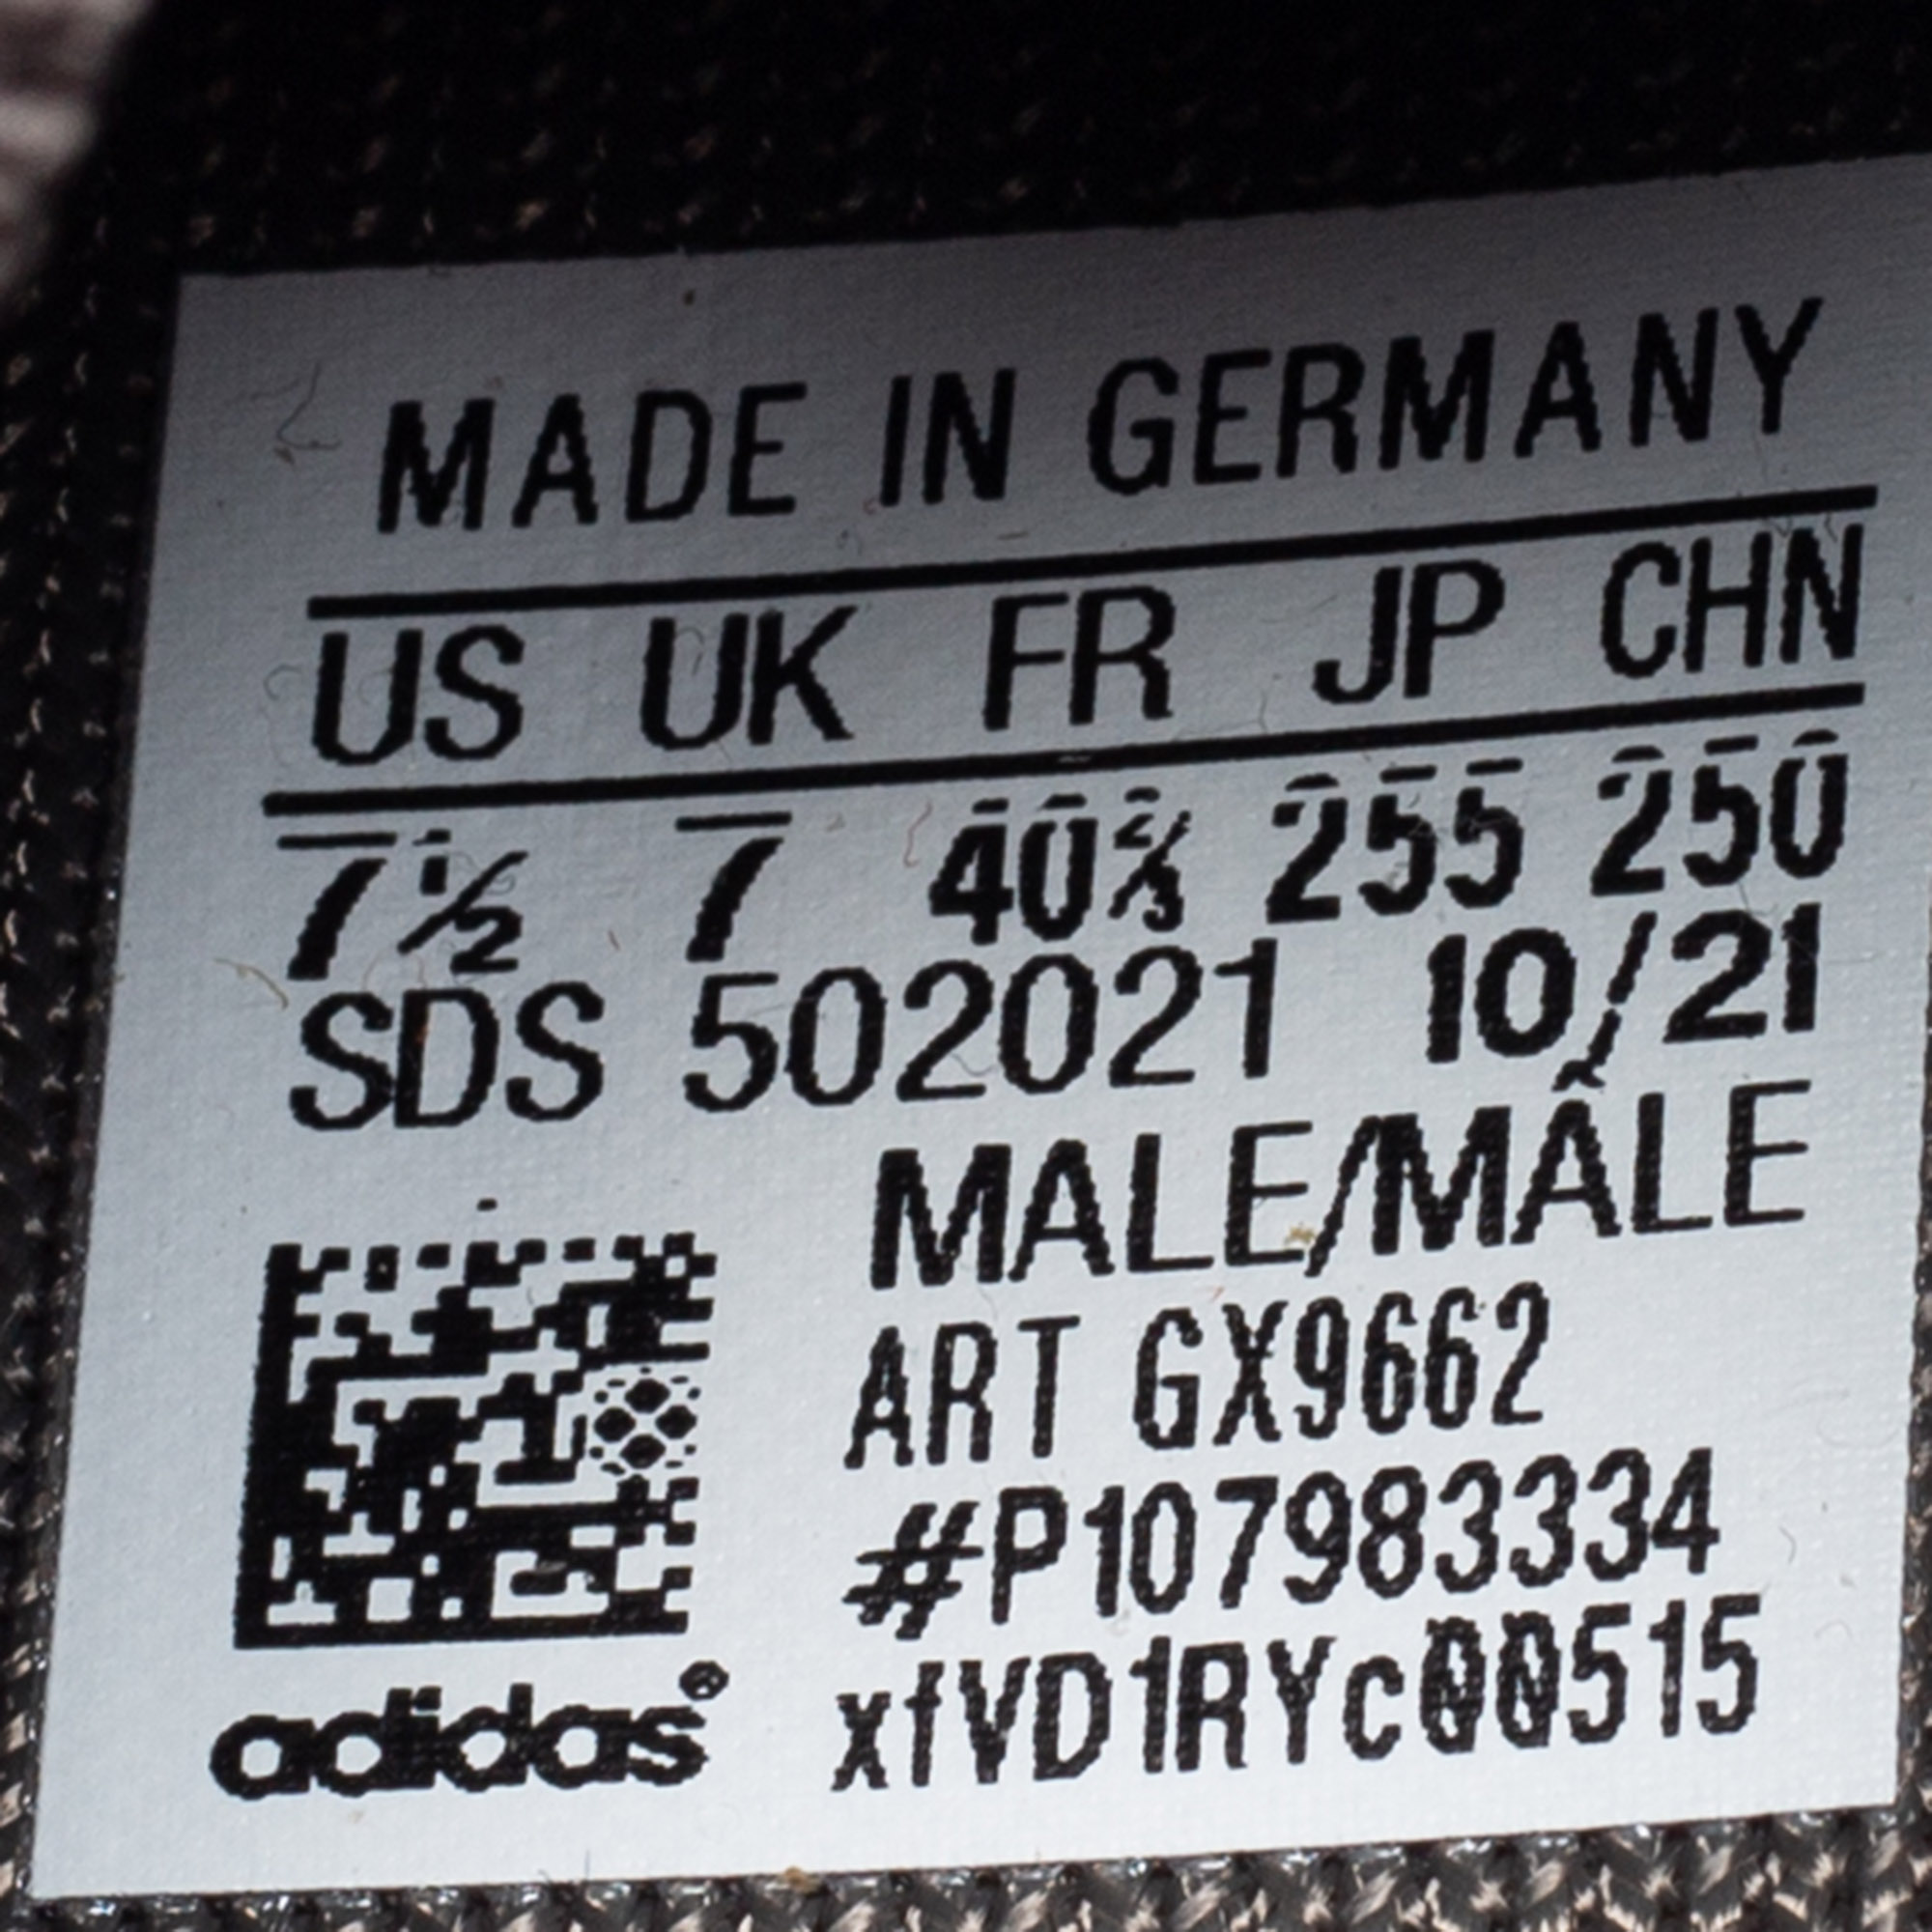 MADE IN GERMANY
US UK FR JP CHN
7½ 7 40⅔ 255 250
SDS 502021 10/21
MALE/MÂLE
ART GX9662
#P107983334
xfVD1RYc00515
adidas®